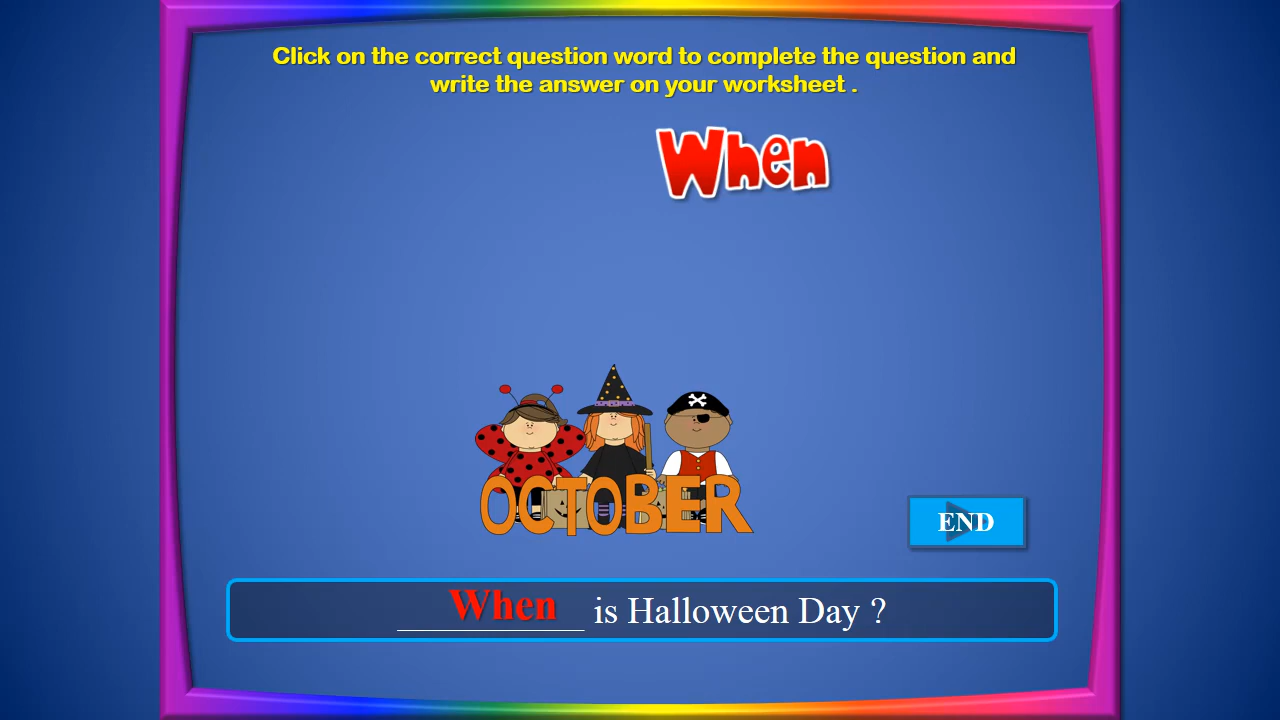 Click on the correct question word to complete the question and
write the answer on your worksheet .
When
OCTOBER
END
When is Halloween Day ?